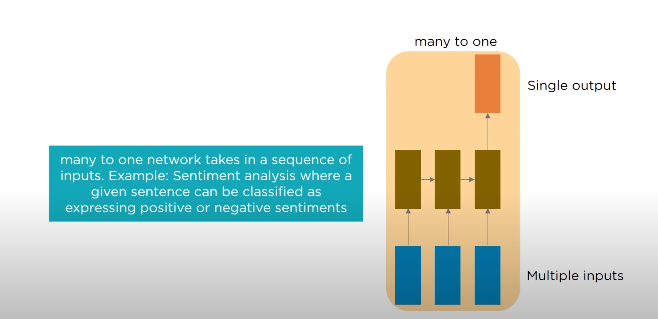 many to one
Single output
many to one network takes in a sequence of
inputs. Example: Sentiment analysis where a
given sentence can be classified as
expressing positive or negative sentiments
Multiple inputs